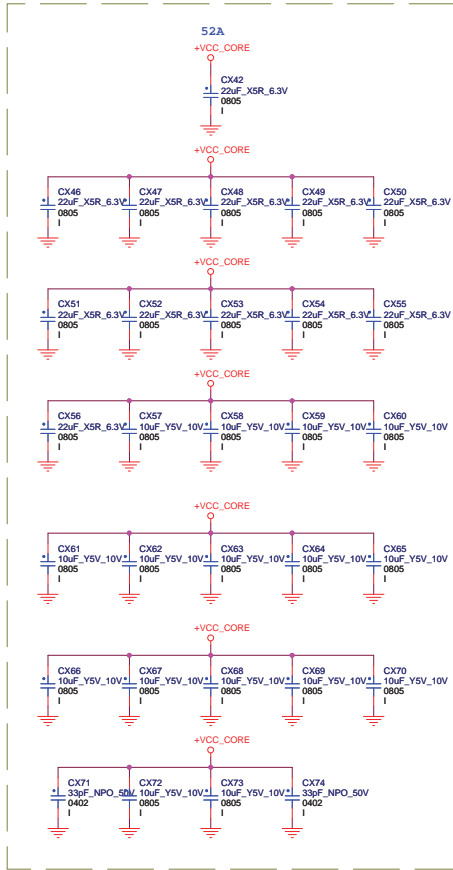 52A
+VCC_CORE
CX42
22uF_X5R_6.3V
0805
I
+VCC_CORE
CX46 CX47 CX48 CX49 CX50
22uF_X5R_6.3V 22uF_X5R_6.3V 22uF_X5R_6.3V 22uF_X5R_6.3V 22uF_X5R_6.3V
0805 0805 0805 0805 0805
I I I I I
+VCC_CORE
CX51 CX52 CX53 CX54 CX55
22uF_X5R_6.3V 22uF_X5R_6.3V 22uF_X5R_6.3V 22uF_X5R_6.3V 22uF_X5R_6.3V
0805 0805 0805 0805 0805
I I I I I
+VCC_CORE
CX56 CX57 CX58 CX59 CX60
22uF_X5R_6.3V 10uF_Y5V_10V 10uF_Y5V_10V 10uF_Y5V_10V 10uF_Y5V_10V
0805 0805 0805 0805 0805
I I I I I
+VCC_CORE
CX61 CX62 CX63 CX64 CX65
10uF_Y5V_10V 10uF_Y5V_10V 10uF_Y5V_10V 10uF_Y5V_10V 10uF_Y5V_10V
0805 0805 0805 0805 0805
I I I I I
+VCC_CORE
CX66 CX67 CX68 CX69 CX70
10uF_Y5V_10V 10uF_Y5V_10V 10uF_Y5V_10V 10uF_Y5V_10V 10uF_Y5V_10V
0805 0805 0805 0805 0805
I I I I I
+VCC_CORE
CX71 CX72 CX73 CX74
33pF_NPO_50V 10uF_Y5V_10V 10uF_Y5V_10V 33pF_NPO_50V
0402 0805 0805 0402
I I I I